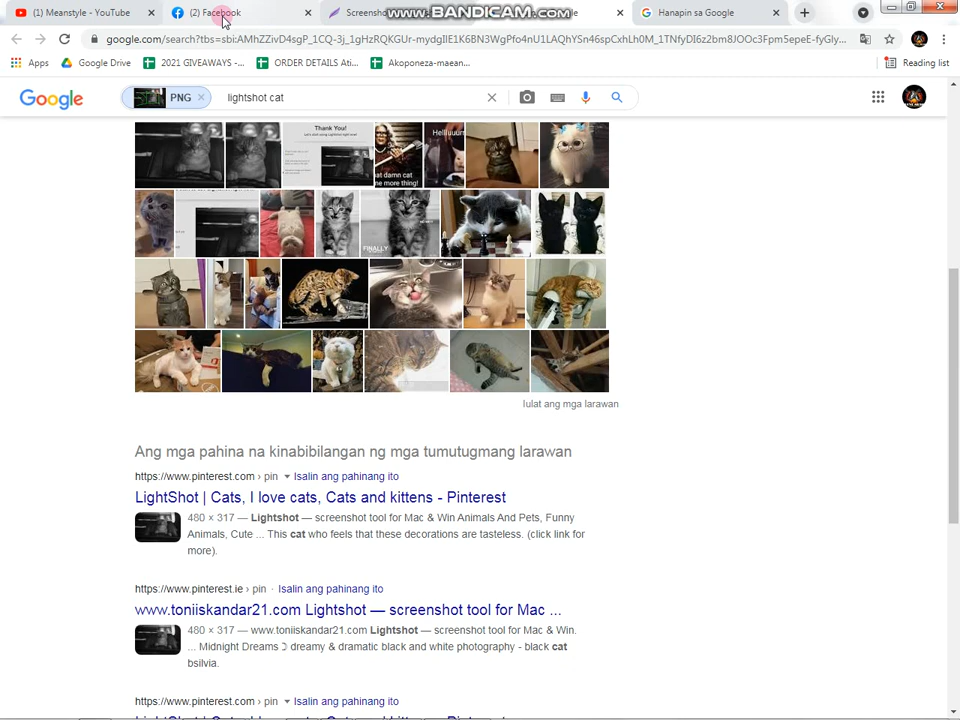 (1) Meanstyle - YouTube
(2) Facebook
Screensho
www.BANDICAM.com
le
Hanapin sa Google
google.com/search?tbs=sbi:AMhZZivD4sgP_1CQ-3j_1gHzRQKGUr-mydgIlE1K6BN3WgPfo4nU1LAQhYSn46spCxhLh0M_1TNfyDI6z2bm8JOOc3Fpm5epeE-fyGly...
Apps
Google Drive
2021 GIVEAWAYS -...
ORDER DETAILS Ati...
Akoponeza-maean...
Reading list
Google
PNG
lightshot cat
Thank You!
Helluuum
at damn cat
ne more thing!
FINALLY
Iulat ang mga larawan
Ang mga pahina na kinabibilangan ng mga tumutugmang larawan
https://www.pinterest.com › pin
Isalin ang pahinang ito
LightShot | Cats, I love cats, Cats and kittens - Pinterest
480 × 317 — Lightshot — screenshot tool for Mac & Win Animals And Pets, Funny
Animals, Cute ... This cat who feels that these decorations are tasteless. (click link for
more).
https://www.pinterest.ie › pin · Isalin ang pahinang ito
www.toniiskandar21.com Lightshot — screenshot tool for Mac ...
480 × 317 — www.toniiskandar21.com Lightshot — screenshot tool for Mac & Win.
... Midnight Dreams ☽ dreamy & dramatic black and white photography - black cat
bsilvia.
https://www.pinterest.com › pin
Isalin ang pahinang ito